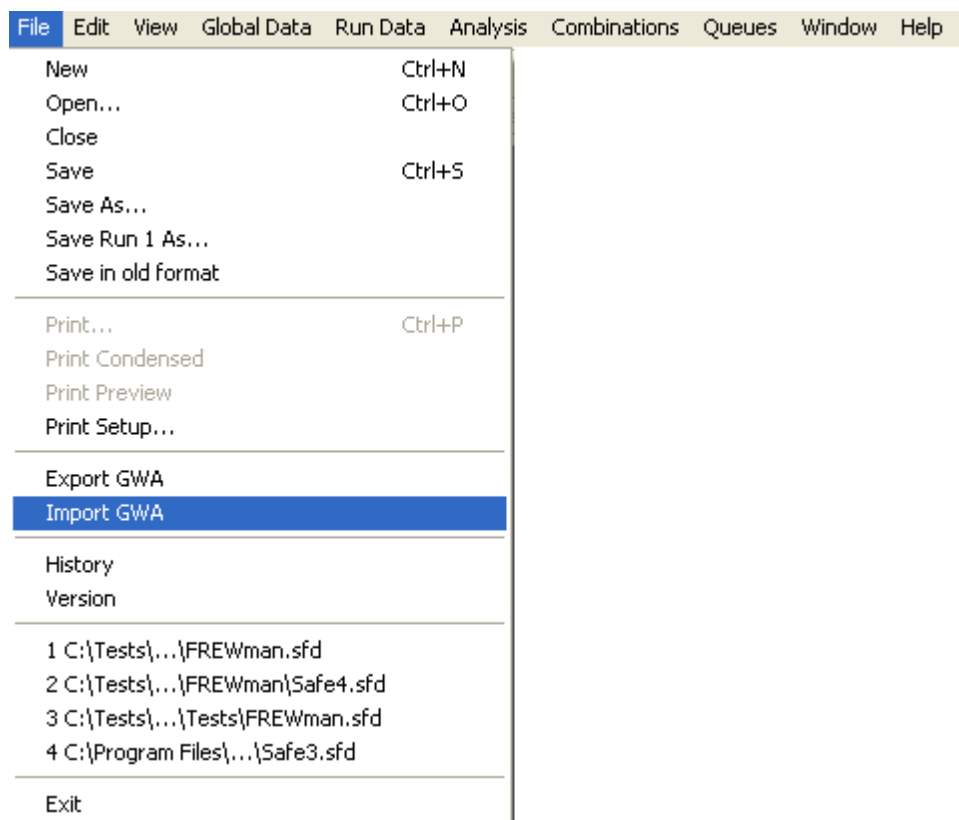 File Edit View Global Data Run Data Analysis Combinations Queues Window Help
New Ctrl+N
Open... Ctrl+O
Close
Save Ctrl+S
Save As...
Save Run 1 As...
Save in old format
Print... Ctrl+P
Print Condensed
Print Preview
Print Setup...
Export GWA
Import GWA
History
Version
1 C:\Tests\...\FREWman.sfd
2 C:\Tests\...\FREWman\Safe4.sfd
3 C:\Tests\...\Tests\FREWman.sfd
4 C:\Program Files\...\Safe3.sfd
Exit